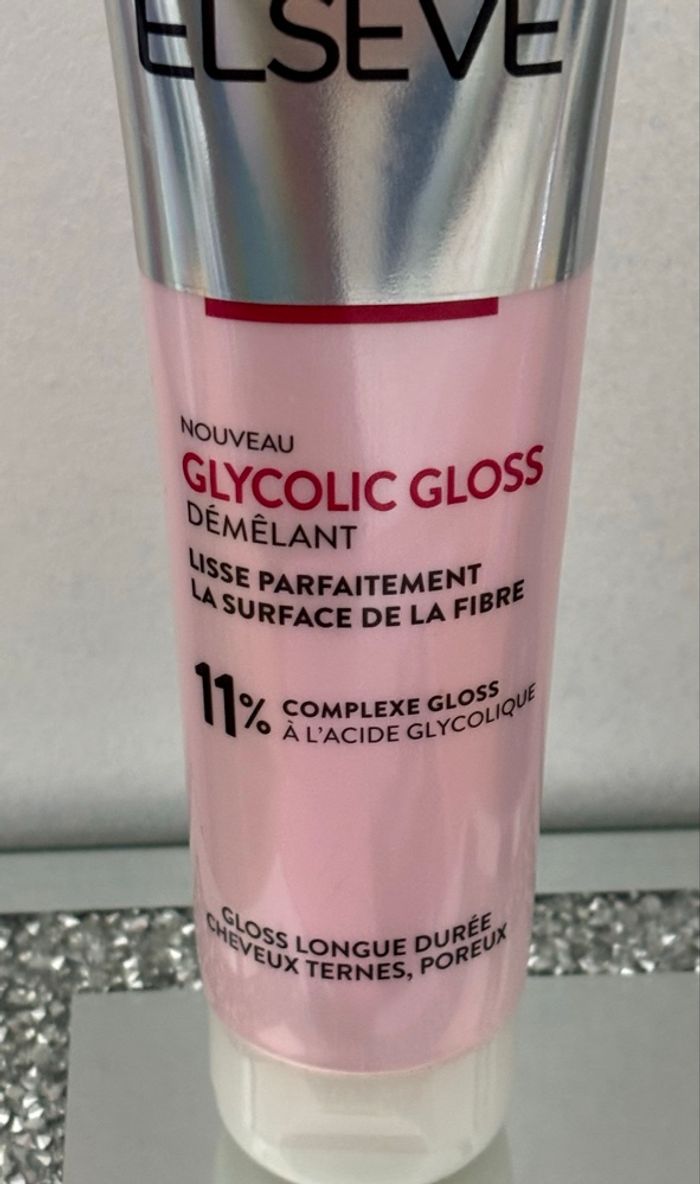 ELSEVE
NOUVEAU
GLYCOLIC GLOSS
DÉMÊLANT
LISSE PARFAITEMENT
LA SURFACE DE LA FIBRE
11% COMPLEXE GLOSS
À L'ACIDE GLYCOLIQUE
GLOSS LONGUE DURÉE
CHEVEUX TERNES, POREUX